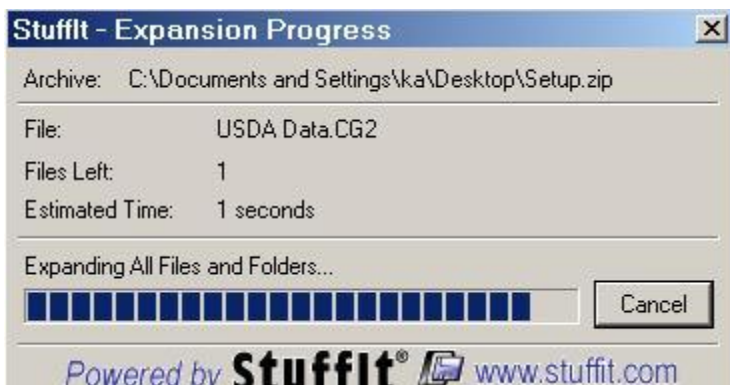 StuffIt - Expansion Progress
Archive: C:\Documents and Settings\ka\Desktop\Setup.zip
File: USDA Data.CG2
Files Left: 1
Estimated Time: 1 seconds
Expanding All Files and Folders...
Cancel
Powered by StuffIt® www.stuffit.com